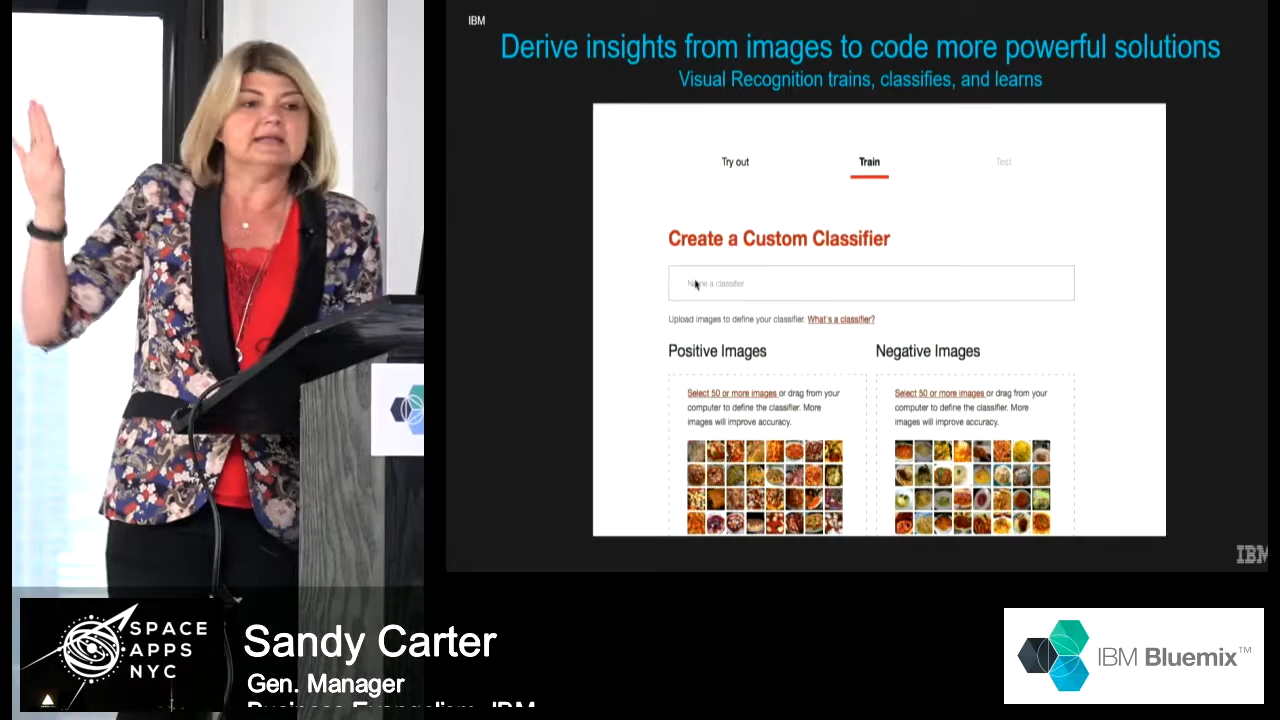 IBM
Derive insights from images to code more powerful solutions
Visual Recognition trains, classifies, and learns
Try out
Train
Test
Create a Custom Classifier
Name a classifier
Upload images to define your classifier. What's a classifier?
Positive Images
Negative Images
Select 50 or more images or drag from your
computer to define the classifier. More
images will improve accuracy.
Select 50 or more images or drag from your
computer to define the classifier. More
images will improve accuracy.
IBM
SPACE
APPS
NYC
Sandy Carter
Gen. Manager
Business Evangelism, IBM
IBM Bluemix™